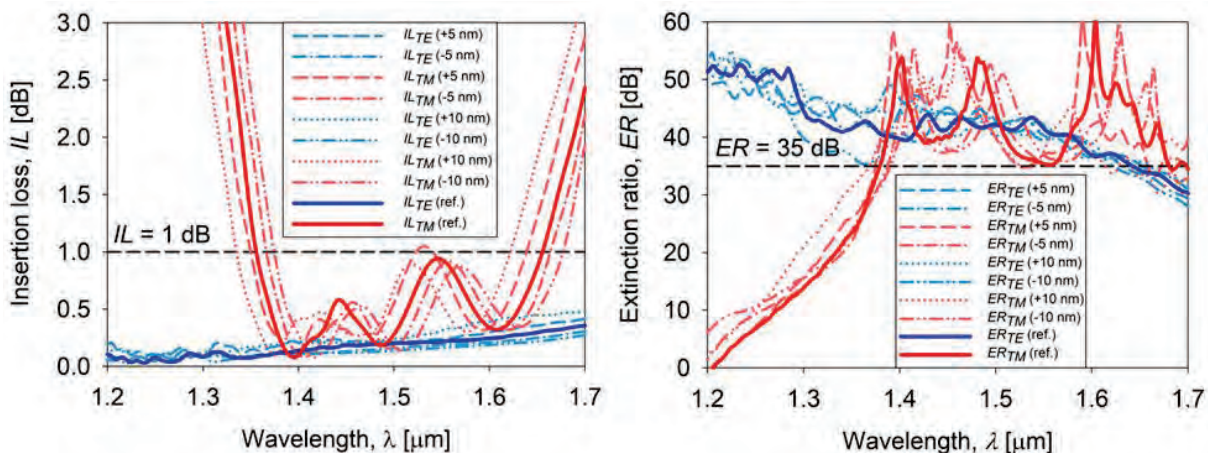 3.0
2.5
2.0
1.5
1.0
0.5
0.0
Insertion loss, IL [dB]
IL_TE (+5 nm)
IL_TE (-5 nm)
IL_TM (+5 nm)
IL_TM (-5 nm)
IL_TE (+10 nm)
IL_TE (-10 nm)
IL_TM (+10 nm)
IL_TM (-10 nm)
IL_TE (ref.)
IL_TM (ref.)
IL = 1 dB
1.2 1.3 1.4 1.5 1.6 1.7
Wavelength, λ [μm]
60
50
40
30
20
10
0
Extinction ratio, ER [dB]
ER = 35 dB
ER_TE (+5 nm)
ER_TE (-5 nm)
ER_TM (+5 nm)
ER_TM (-5 nm)
ER_TE (+10 nm)
ER_TE (-10 nm)
ER_TM (+10 nm)
ER_TM (-10 nm)
ER_TE (ref.)
ER_TM (ref.)
1.2 1.3 1.4 1.5 1.6 1.7
Wavelength, λ [μm]